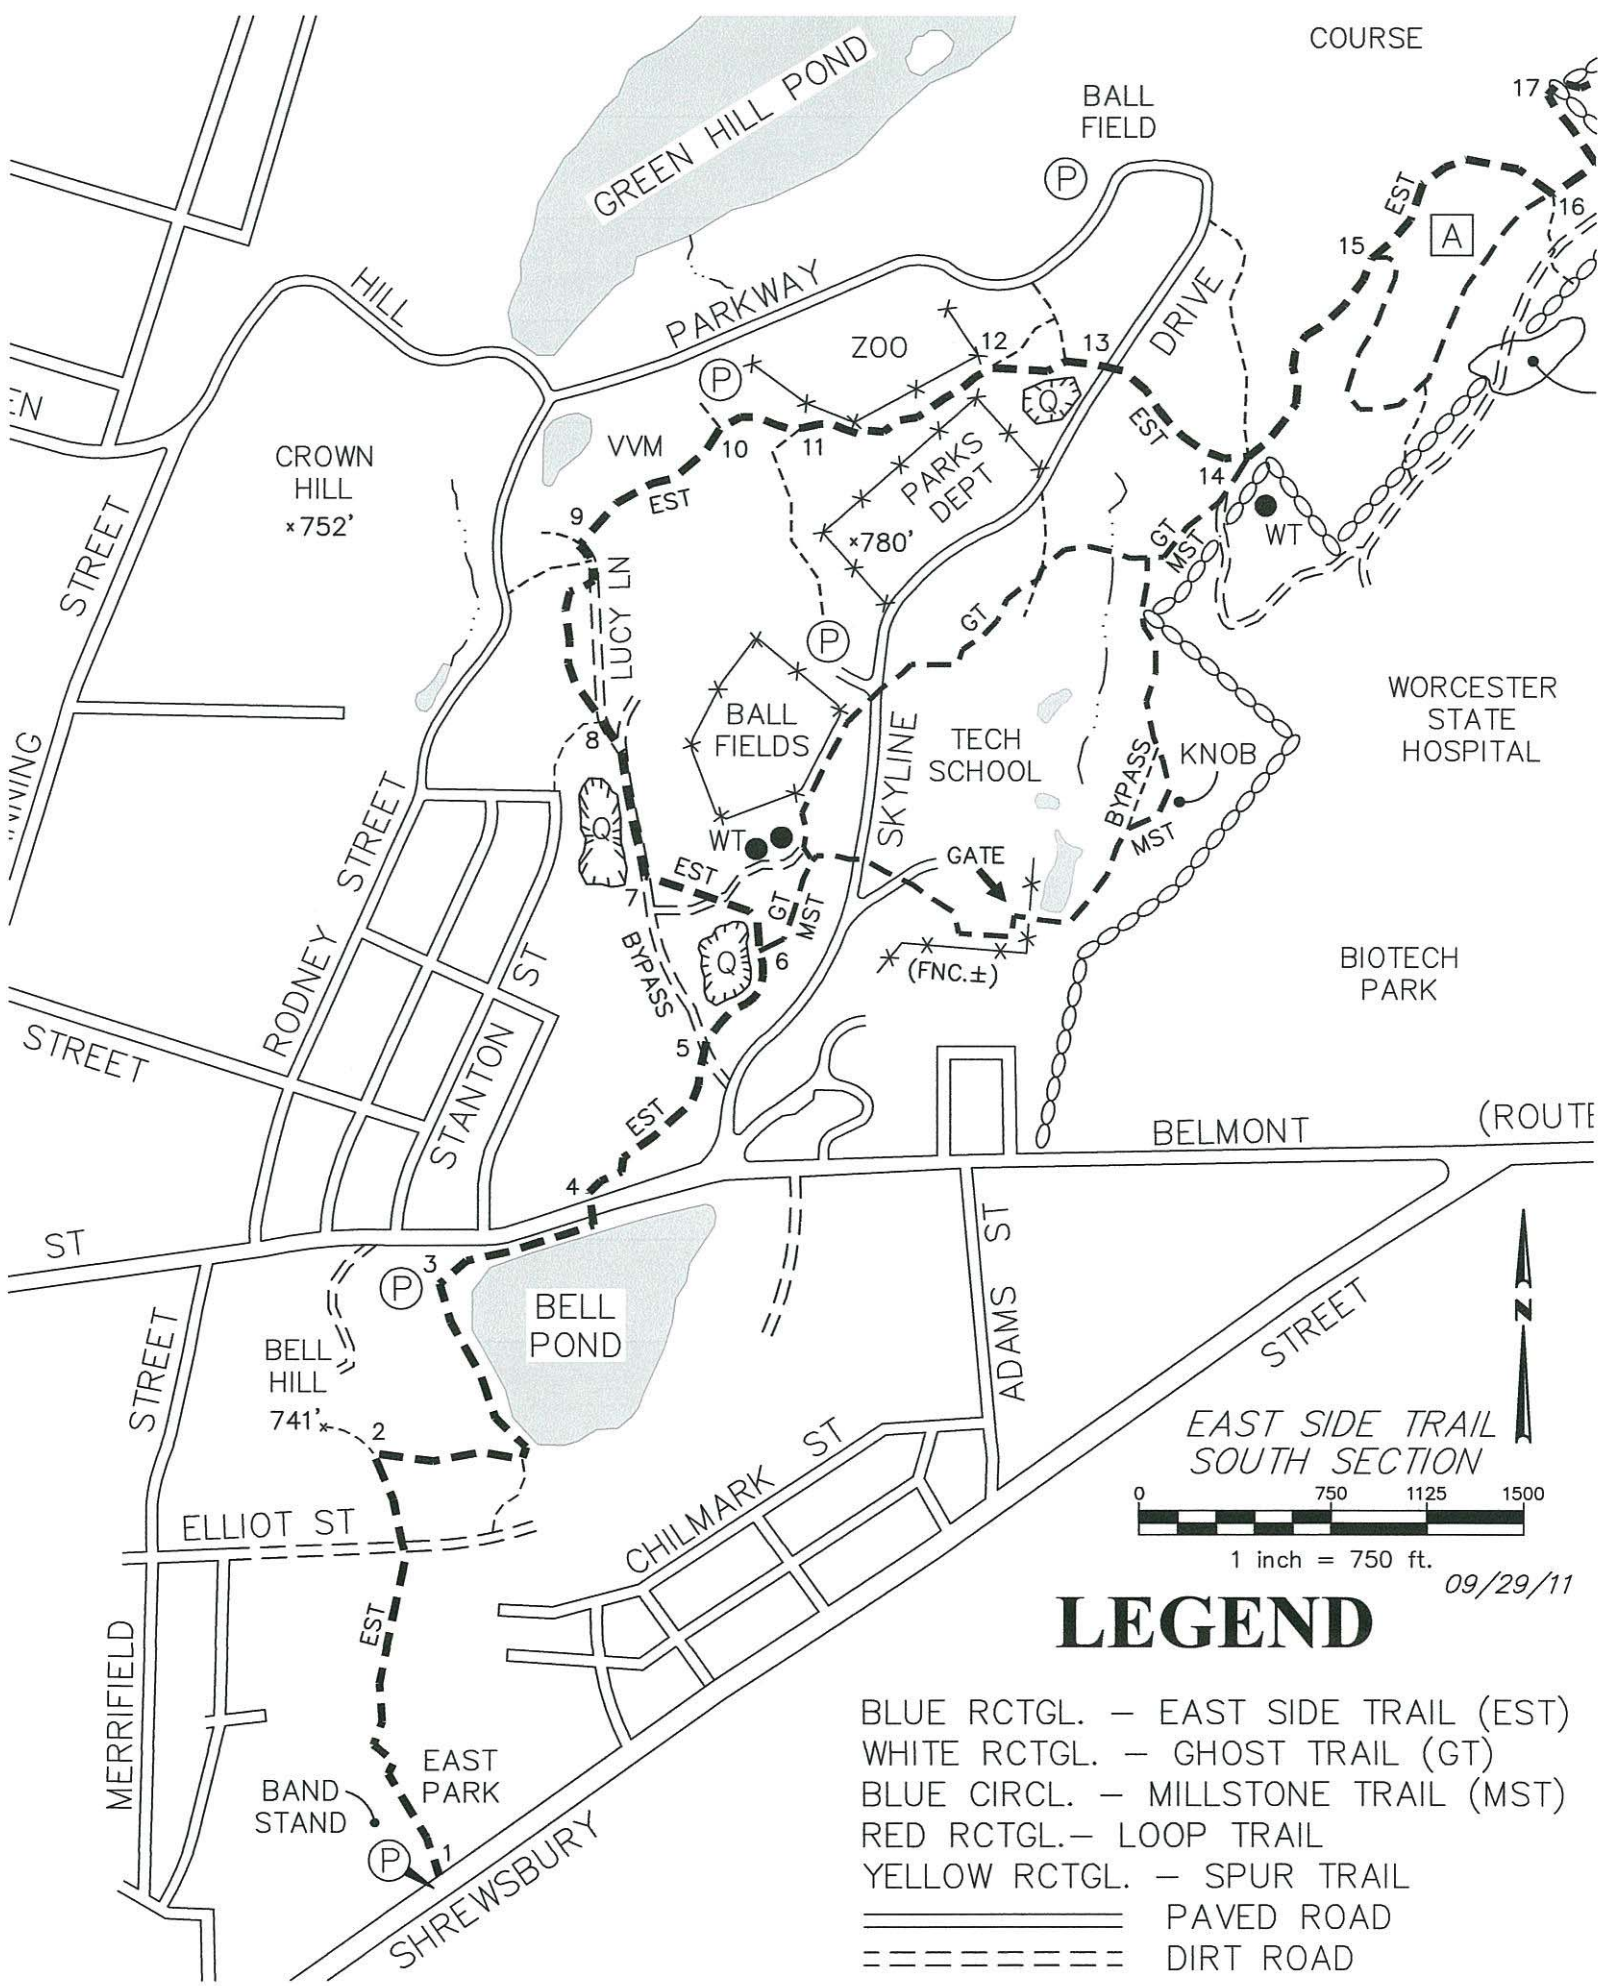 COURSE
17
BALL
FIELD
GREEN HILL POND
P
EST
16
A
15
HILL
PARKWAY
DRIVE
ZOO
12
13
P
EN
Q
CROWN
HILL
×752'
VVM
10
11
EST
PARKS
DEPT
×780'
14
WT
EST
9
GT
MST
STREET
LUCY LN
GT
P
WORCESTER
STATE
HOSPITAL
BALL
FIELDS
TECH
SCHOOL
KNOB
8
SKYLINE
BYPASS
MST
NNING
Q
WT
STREET
EST
GATE
7
GT
MST
BYPASS
Q
6
(FNC.±)
BIOTECH
PARK
RODNEY
ST
STREET
5
STANTON
EST
BELMONT
(ROUTE
4
ST
3
P
ST
BELL
POND
ADAMS
STREET
N
STREET
BELL
HILL
741'×
2
EAST SIDE TRAIL
SOUTH SECTION
0 750 1125 1500
1 inch = 750 ft.
09/29/11
ST
CHILMARK
ELLIOT ST
EST
MERRIFIELD
EAST
PARK
BAND
STAND
P
1
SHREWSBURY
LEGEND
BLUE RCTGL. – EAST SIDE TRAIL (EST)
WHITE RCTGL. – GHOST TRAIL (GT)
BLUE CIRCL. – MILLSTONE TRAIL (MST)
RED RCTGL.– LOOP TRAIL
YELLOW RCTGL. – SPUR TRAIL
PAVED ROAD
DIRT ROAD